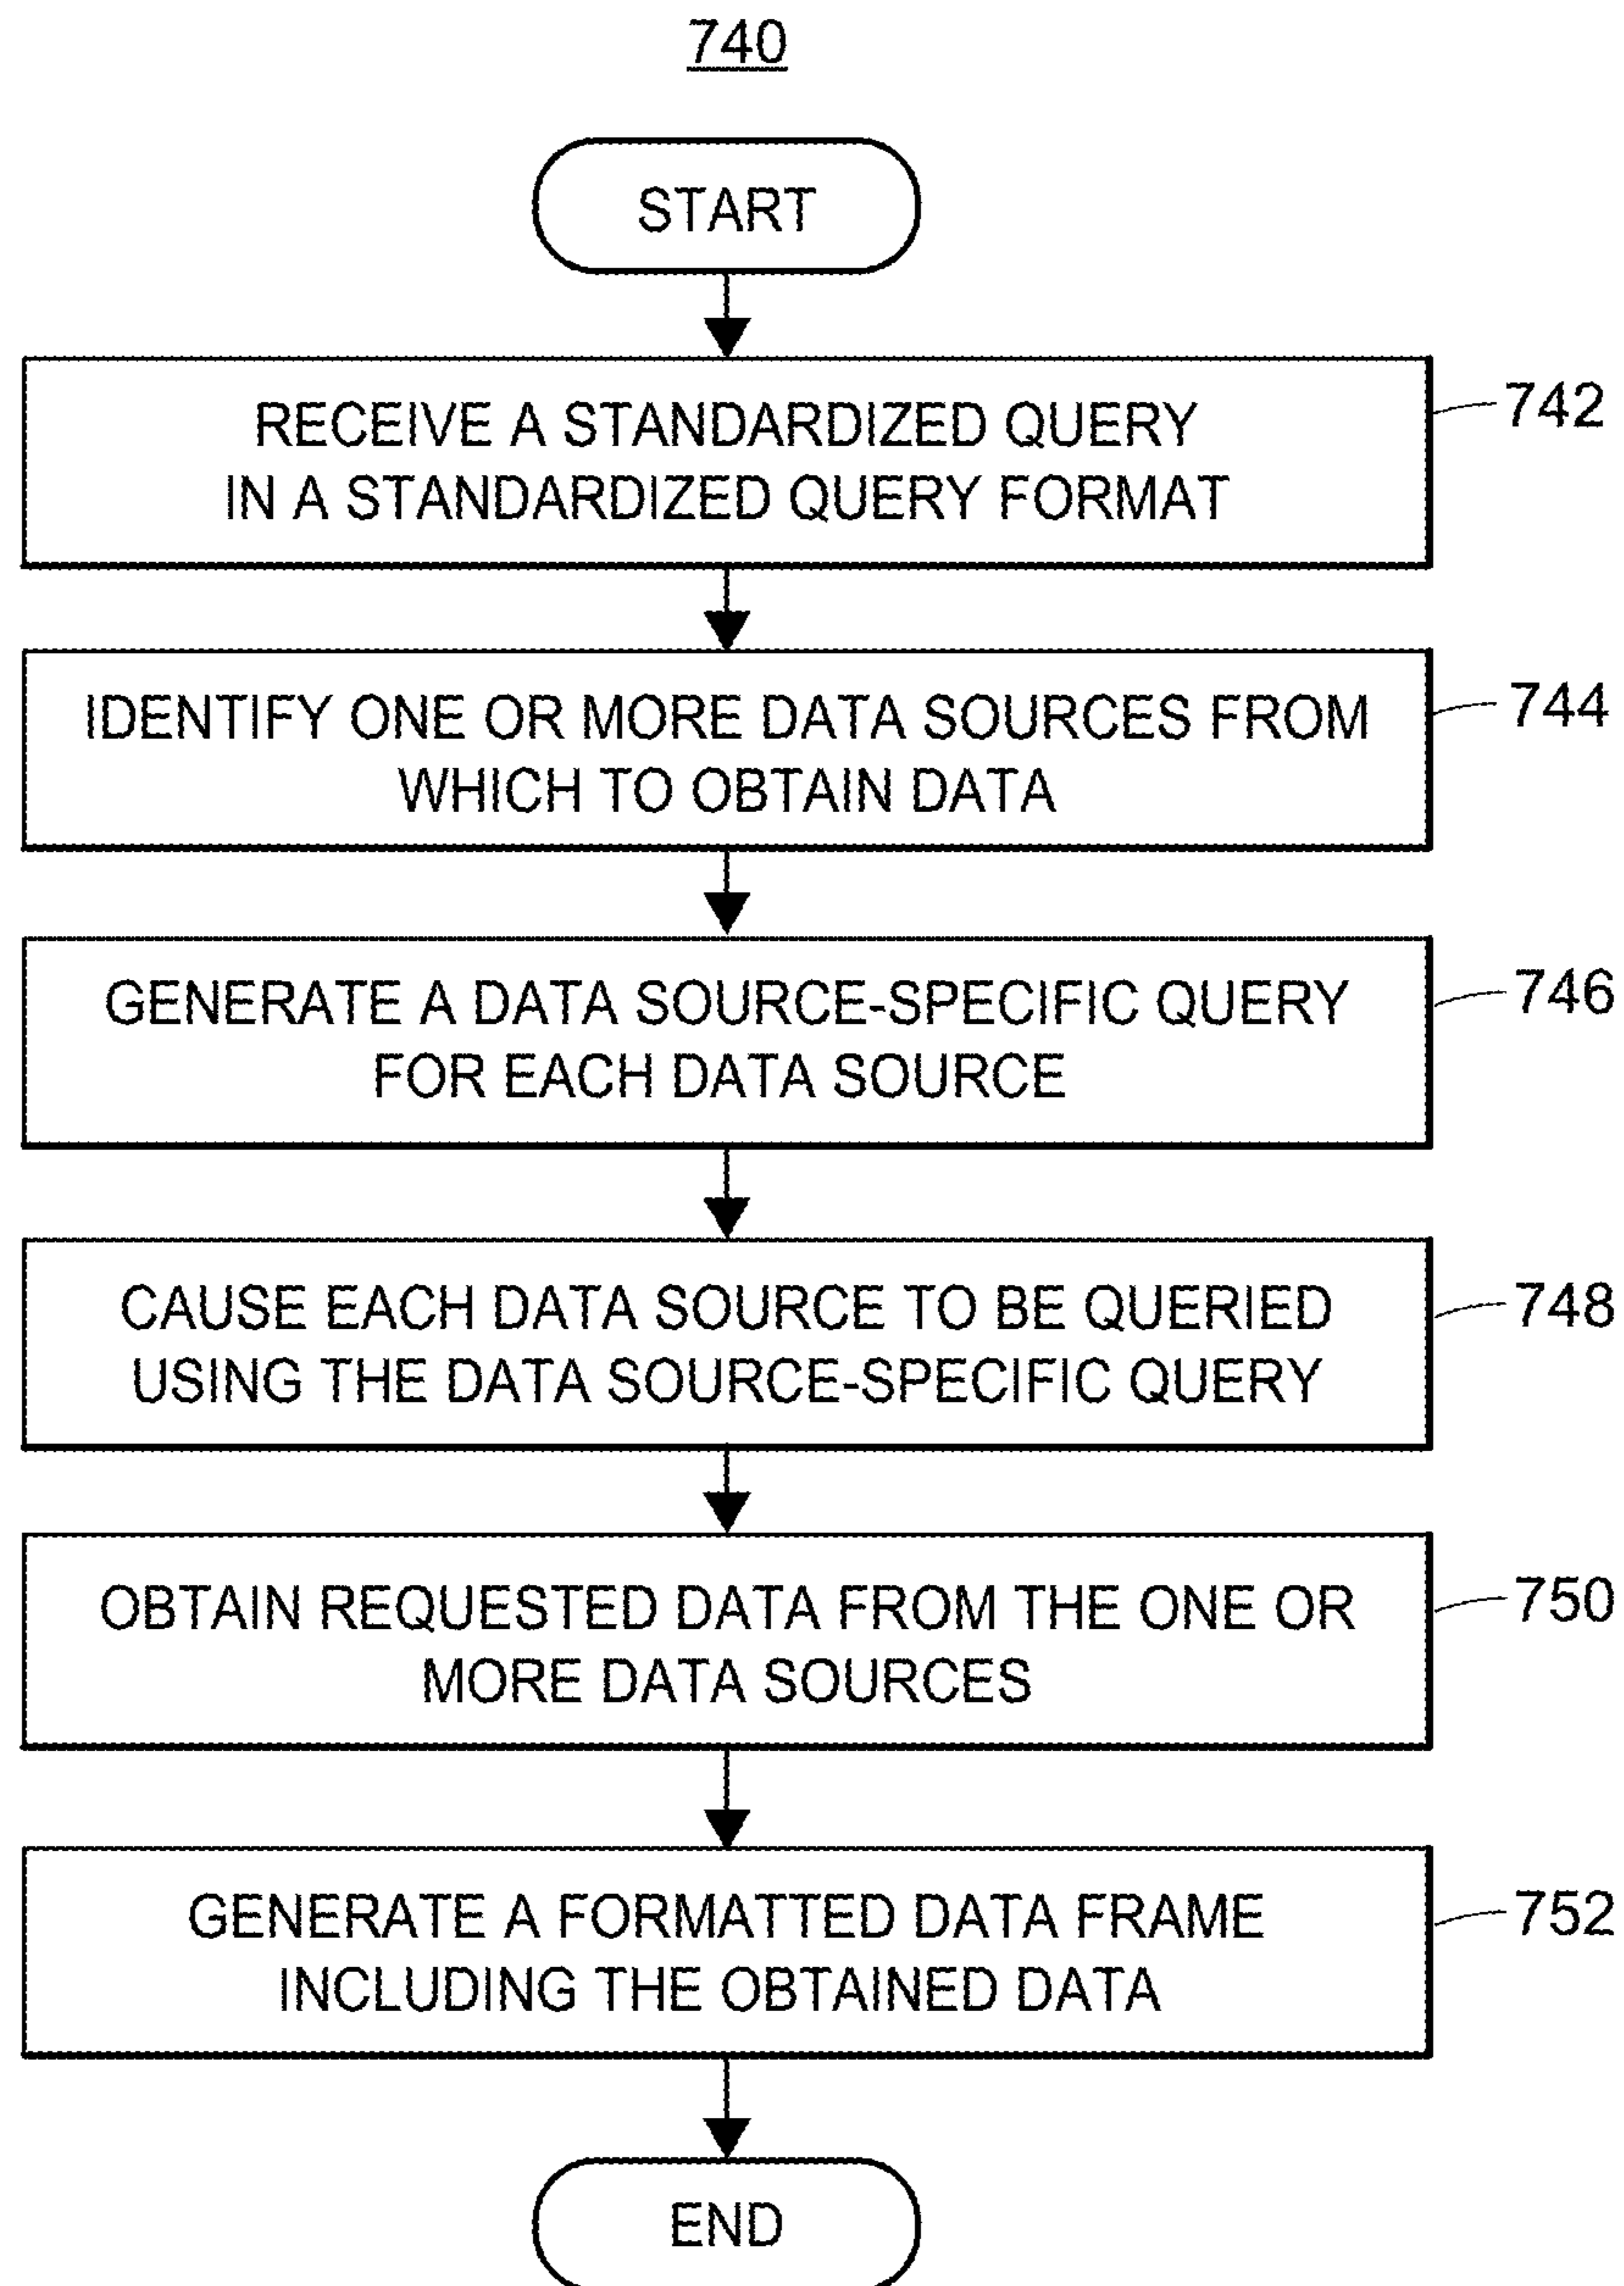 740
START
RECEIVE A STANDARDIZED QUERY
IN A STANDARDIZED QUERY FORMAT
742
IDENTIFY ONE OR MORE DATA SOURCES FROM
WHICH TO OBTAIN DATA
744
GENERATE A DATA SOURCE-SPECIFIC QUERY
FOR EACH DATA SOURCE
746
CAUSE EACH DATA SOURCE TO BE QUERIED
USING THE DATA SOURCE-SPECIFIC QUERY
748
OBTAIN REQUESTED DATA FROM THE ONE OR
MORE DATA SOURCES
750
GENERATE A FORMATTED DATA FRAME
INCLUDING THE OBTAINED DATA
752
END